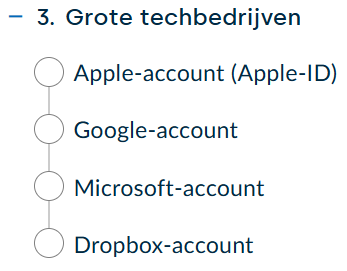 – 3. Grote techbedrijven
Apple-account (Apple-ID)
Google-account
Microsoft-account
Dropbox-account